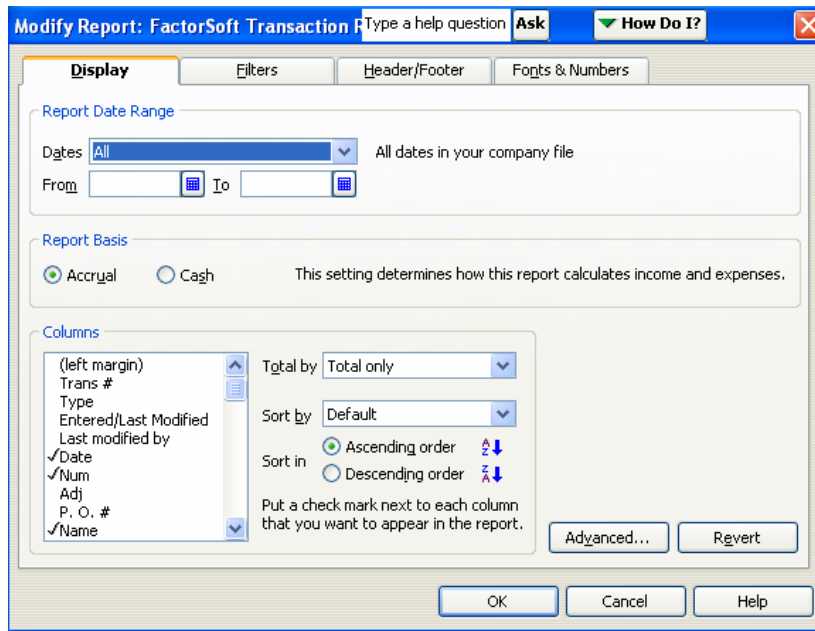 Modify Report: FactorSoft Transaction R Type a help question Ask How Do I?
Display Filters Header/Footer Fonts & Numbers
Report Date Range
Dates All All dates in your company file
From To
Report Basis
Accrual Cash This setting determines how this report calculates income and expenses.
Columns
(left margin)
Trans #
Type
Entered/Last Modified
Last modified by
✓Date
✓Num
Adj
P. O. #
✓Name
Total by Total only
Sort by Default
Sort in
Ascending order A Z
Descending order Z A
Put a check mark next to each column
that you want to appear in the report.
Advanced... Revert
OK Cancel Help